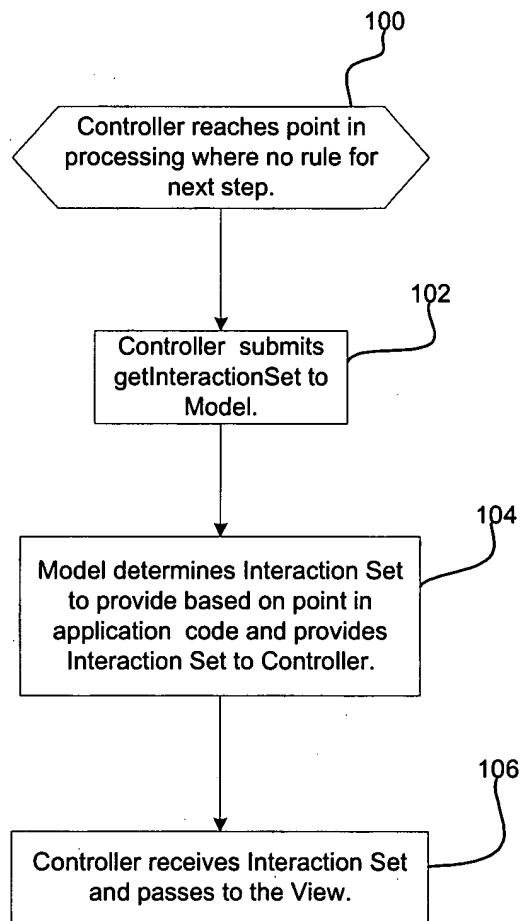 100
Controller reaches point in
processing where no rule for
next step.
102
Controller submits
getInteractionSet to
Model.
104
Model determines Interaction Set
to provide based on point in
application code and provides
Interaction Set to Controller.
106
Controller receives Interaction Set
and passes to the View.